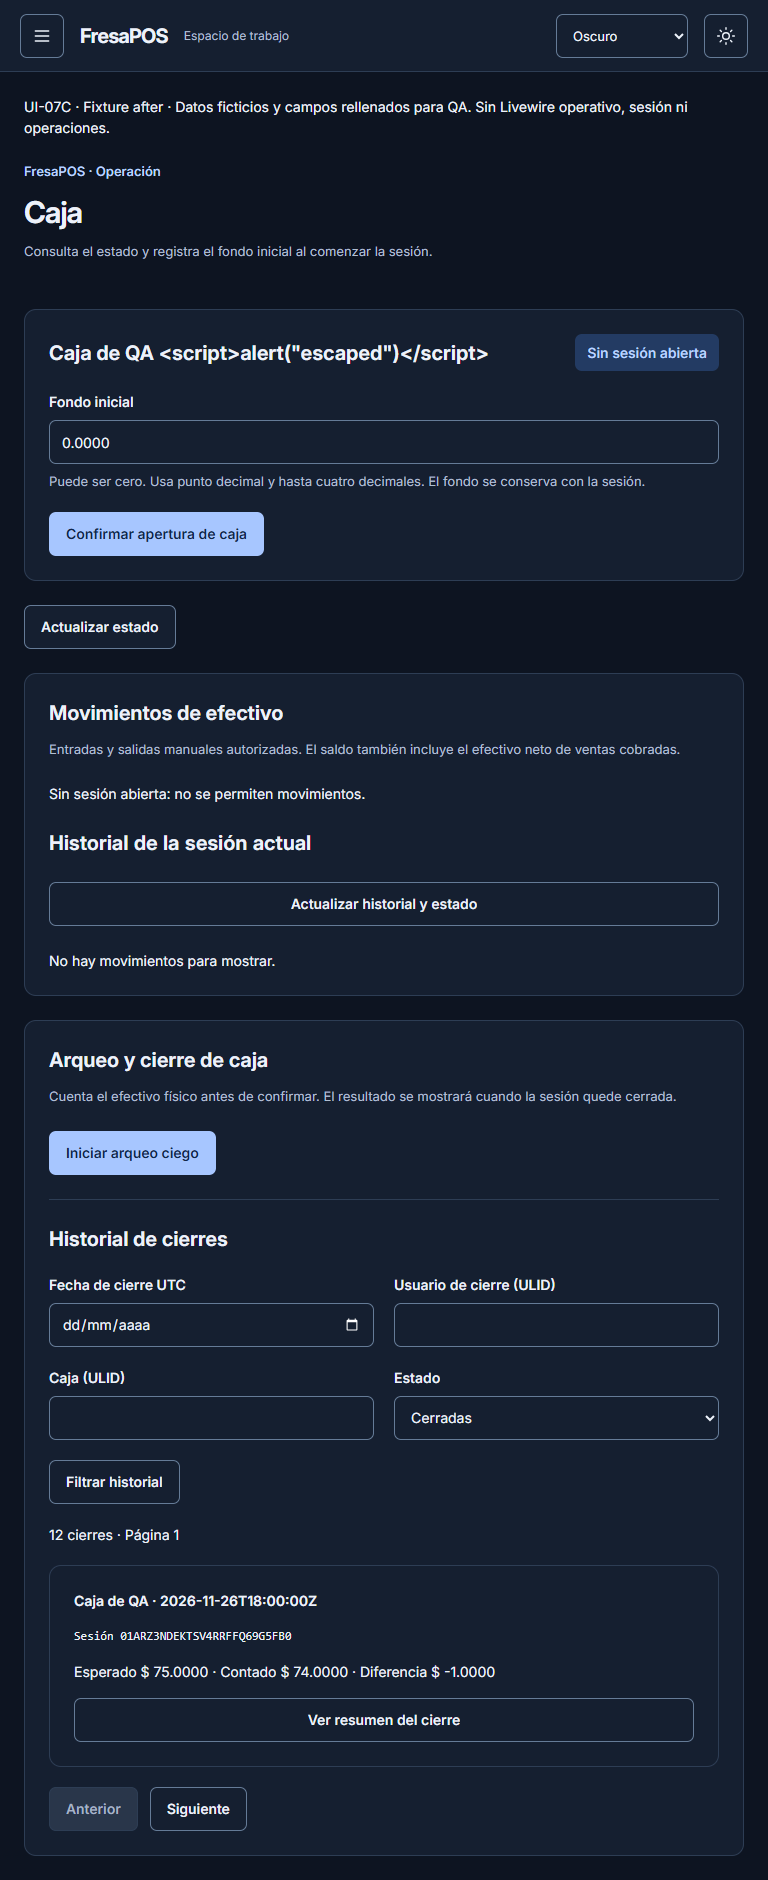 FresaPOS Espacio de trabajo Oscuro
UI-07C · Fixture after · Datos ficticios y campos rellenados para QA. Sin Livewire operativo, sesión ni
operaciones.
FresaPOS · Operación
Caja
Consulta el estado y registra el fondo inicial al comenzar la sesión.
Caja de QA <script>alert("escaped")</script> Sin sesión abierta
Fondo inicial
0.0000
Puede ser cero. Usa punto decimal y hasta cuatro decimales. El fondo se conserva con la sesión.
Confirmar apertura de caja
Actualizar estado
Movimientos de efectivo
Entradas y salidas manuales autorizadas. El saldo también incluye el efectivo neto de ventas cobradas.
Sin sesión abierta: no se permiten movimientos.
Historial de la sesión actual
Actualizar historial y estado
No hay movimientos para mostrar.
Arqueo y cierre de caja
Cuenta el efectivo físico antes de confirmar. El resultado se mostrará cuando la sesión quede cerrada.
Iniciar arqueo ciego
Historial de cierres
Fecha de cierre UTC Usuario de cierre (ULID)
dd/mm/aaaa
Caja (ULID) Estado
Cerradas
Filtrar historial
12 cierres · Página 1
Caja de QA · 2026-11-26T18:00:00Z
Sesión 01ARZ3NDEKTSV4RRFFQ69G5FB0
Esperado $ 75.0000 · Contado $ 74.0000 · Diferencia $ -1.0000
Ver resumen del cierre
Anterior Siguiente